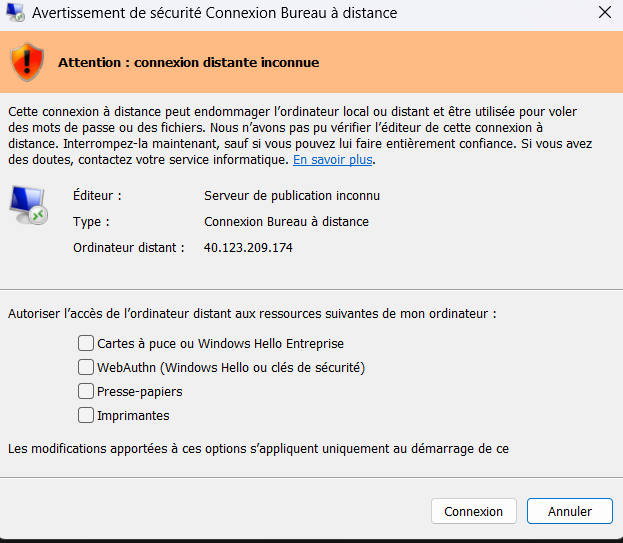 Avertissement de sécurité Connexion Bureau à distance
Attention : connexion distante inconnue
Cette connexion à distance peut endommager l’ordinateur local ou distant et être utilisée pour voler
des mots de passe ou des fichiers. Nous n’avons pas pu vérifier l’éditeur de cette connexion à
distance. Interrompez-la maintenant, sauf si vous pouvez lui faire entièrement confiance. Si vous avez
des doutes, contactez votre service informatique. En savoir plus.
Éditeur : Serveur de publication inconnu
Type : Connexion Bureau à distance
Ordinateur distant : 40.123.209.174
Autoriser l’accès de l’ordinateur distant aux ressources suivantes de mon ordinateur :
Cartes à puce ou Windows Hello Entreprise
WebAuthn (Windows Hello ou clés de sécurité)
Presse-papiers
Imprimantes
Les modifications apportées à ces options s’appliquent uniquement au démarrage de ce
Connexion Annuler